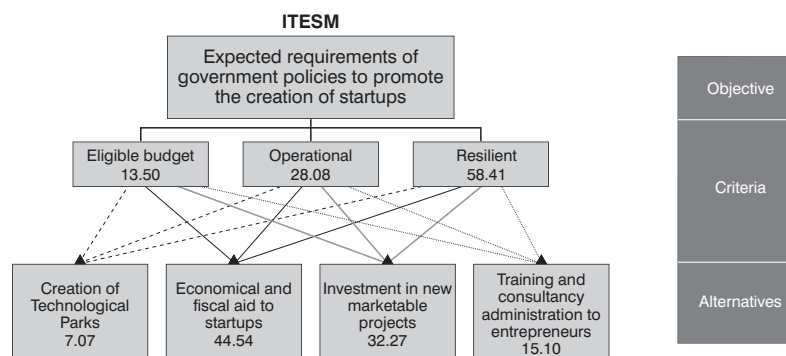 ITESM
Expected requirements of
government policies to promote
the creation of startups
Objective
Eligible budget
13.50
Operational
28.08
Resilient
58.41
Criteria
Creation of
Technological
Parks
7.07
Economical and
fiscal aid to
startups
44.54
Investment in new
marketable
projects
32.27
Training and
consultancy
administration to
entrepreneurs
15.10
Alternatives